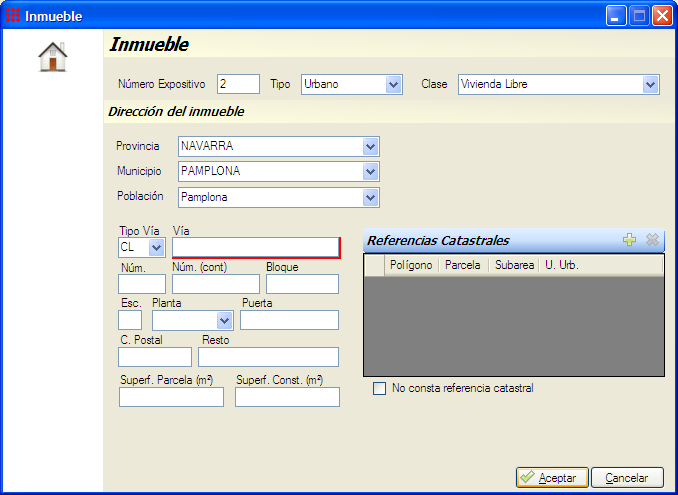 Inmueble
Inmueble
Número Expositivo 2 Tipo Urbano Clase Vivienda Libre
Dirección del inmueble
Provincia NAVARRA
Municipio PAMPLONA
Población Pamplona
Tipo Vía Vía
CL
Referencias Catastrales
Núm. Núm. (cont) Bloque
Polígono Parcela Subarea U. Urb.
Esc. Planta Puerta
C. Postal Resto
Superf. Parcela (m²) Superf. Const. (m²)
No consta referencia catastral
Aceptar Cancelar